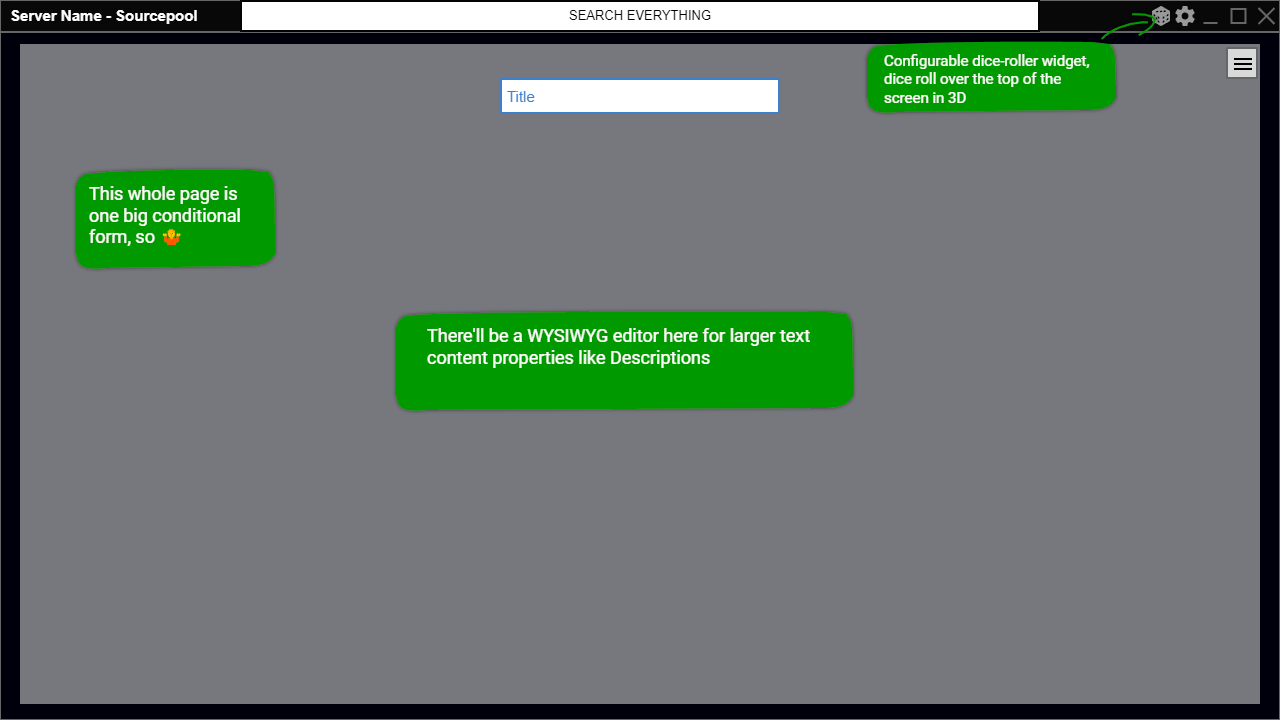 Server Name - Sourcepool
SEARCH EVERYTHING
Configurable dice-roller widget,
dice roll over the top of the
screen in 3D
Title
This whole page is
one big conditional
form, so 🤷
There'll be a WYSIWYG editor here for larger text
content properties like Descriptions